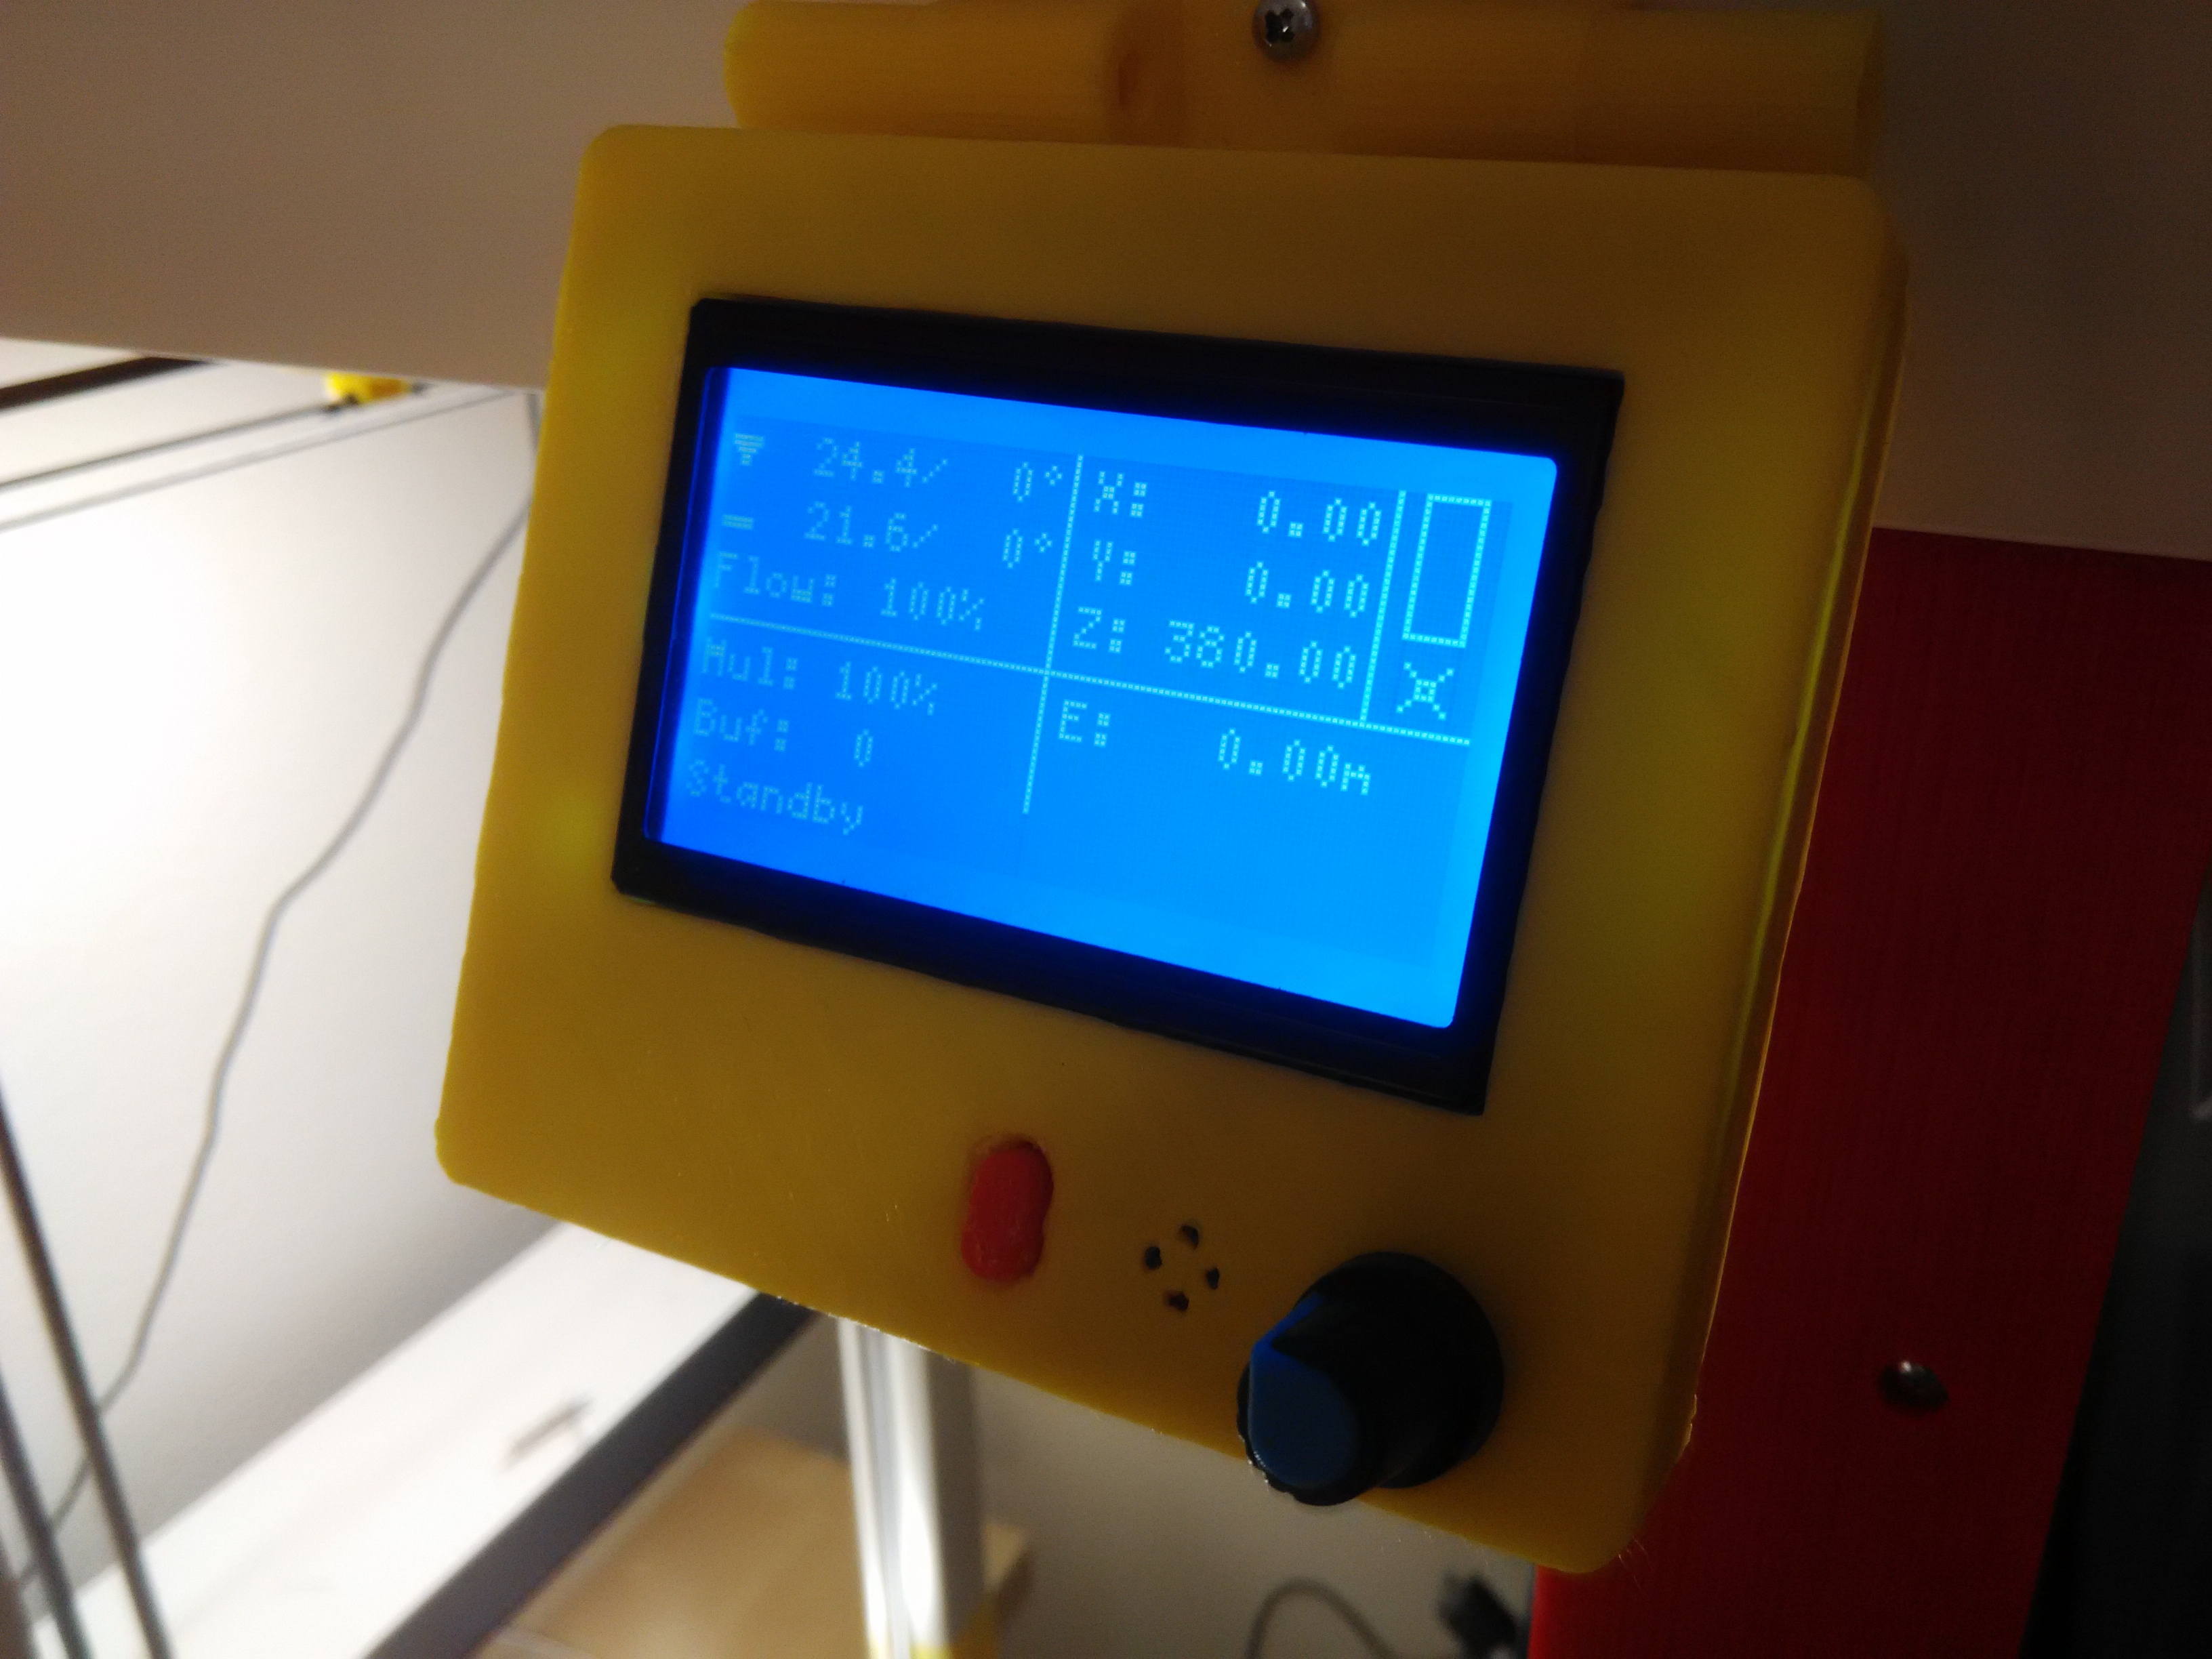 24.4/ 0°
21.6/ 0°
Flow: 100%
Mul: 100%
Buf: 0
Standby
X: 0.00
Y: 0.00
Z: 380.00
E: 0.00m